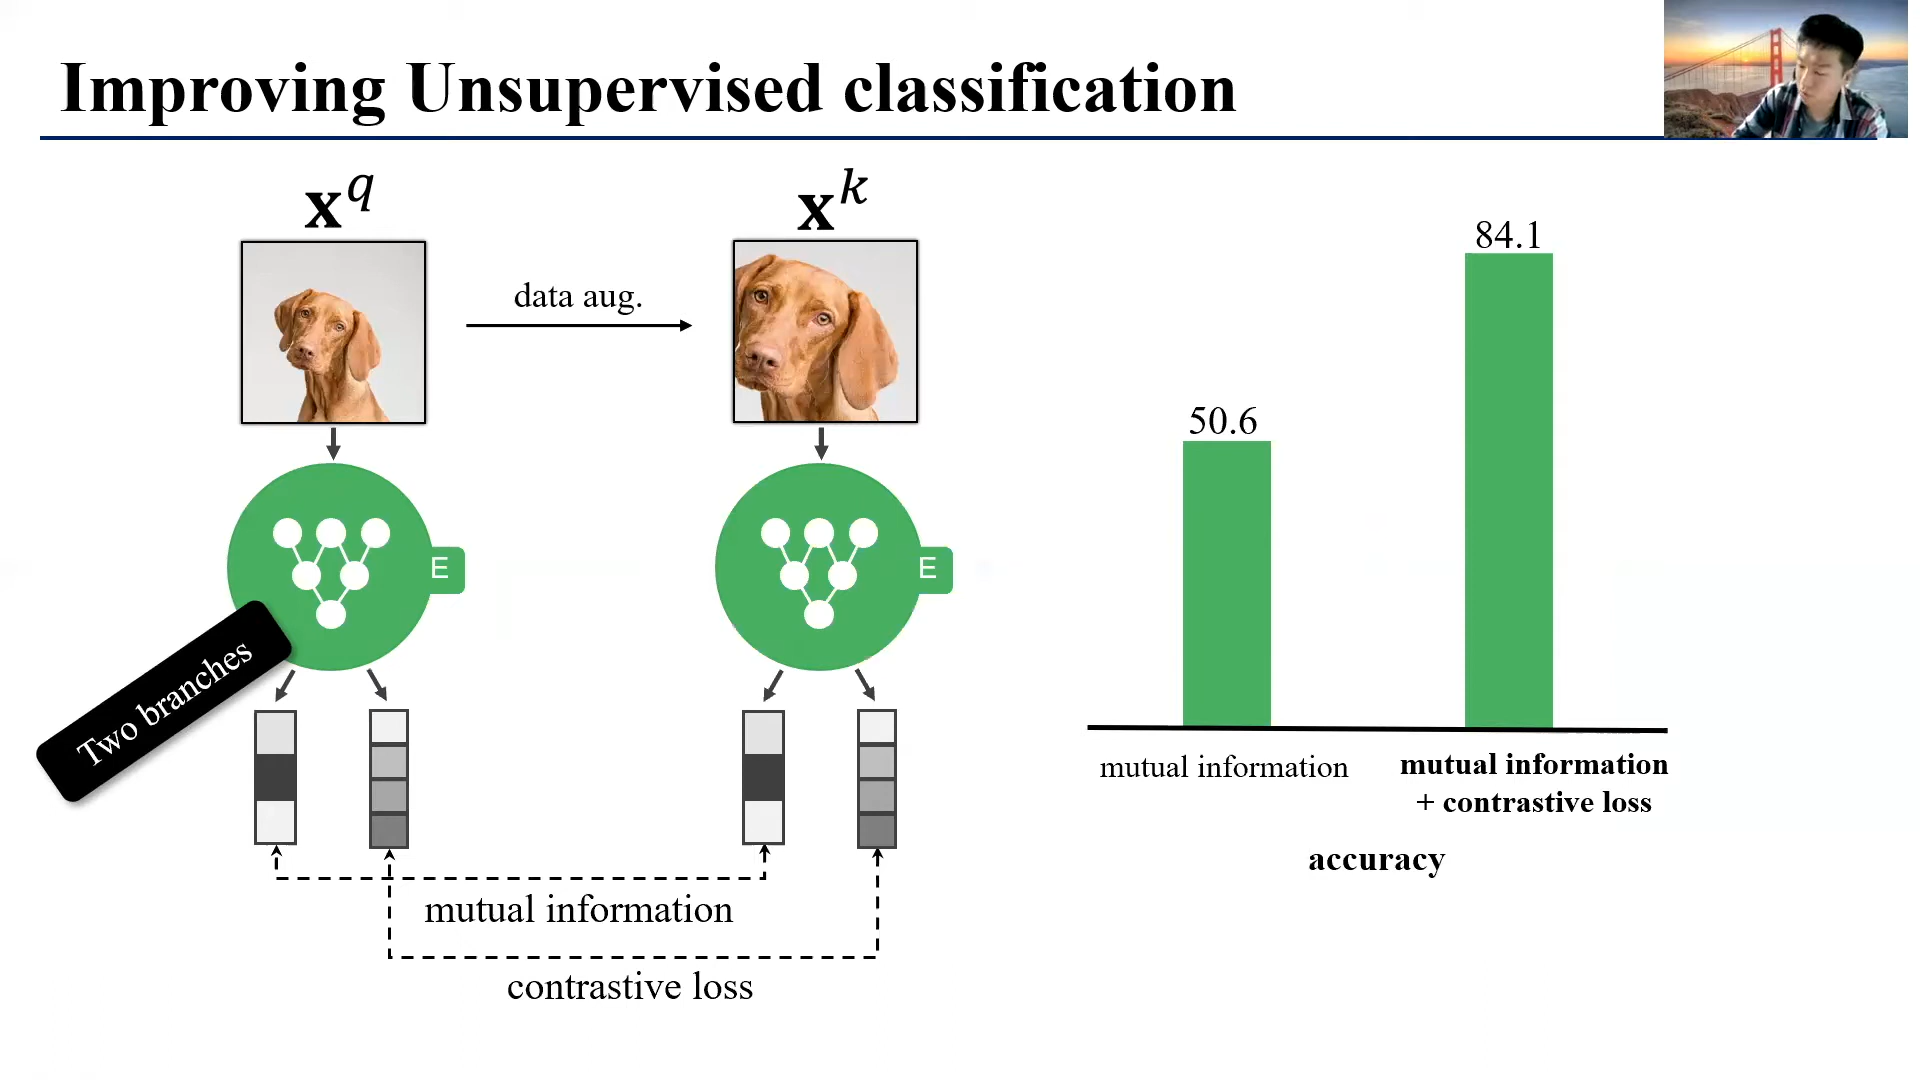 Improving Unsupervised classification
x^q
x^k
data aug.
E
E
Two branches
mutual information
contrastive loss
84.1
50.6
mutual information
mutual information
+ contrastive loss
accuracy